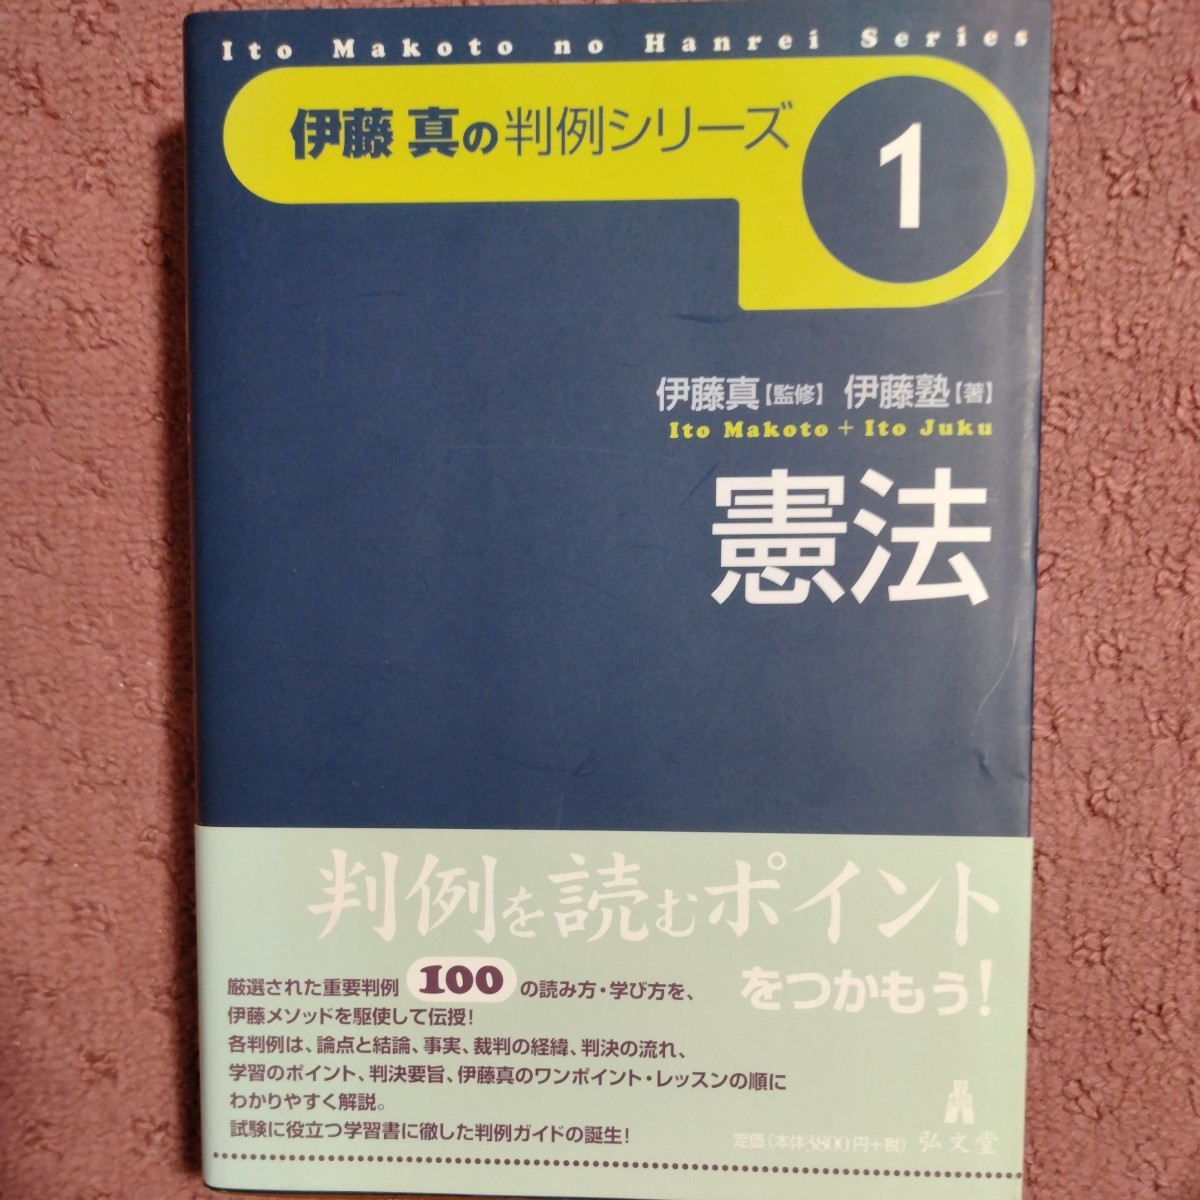 Ito Makoto no Hanrei Series
伊藤 真の判例シリーズ
1
伊藤真【監修】 伊藤塾【著】
Ito Makoto + Ito Juku
憲法
判例を読むポイント
をつかもう!
厳選された重要判例 100 の読み方・学び方を、
伊藤メソッドを駆使して伝授!
各判例は、論点と結論、事実、裁判の経緯、判決の流れ、
学習のポイント、判決要旨、伊藤真のワンポイント・レッスンの順に
わかりやすく解説。
試験に役立つ学習書に徹した判例ガイドの誕生!
定価(本体3800円+税) 弘文堂